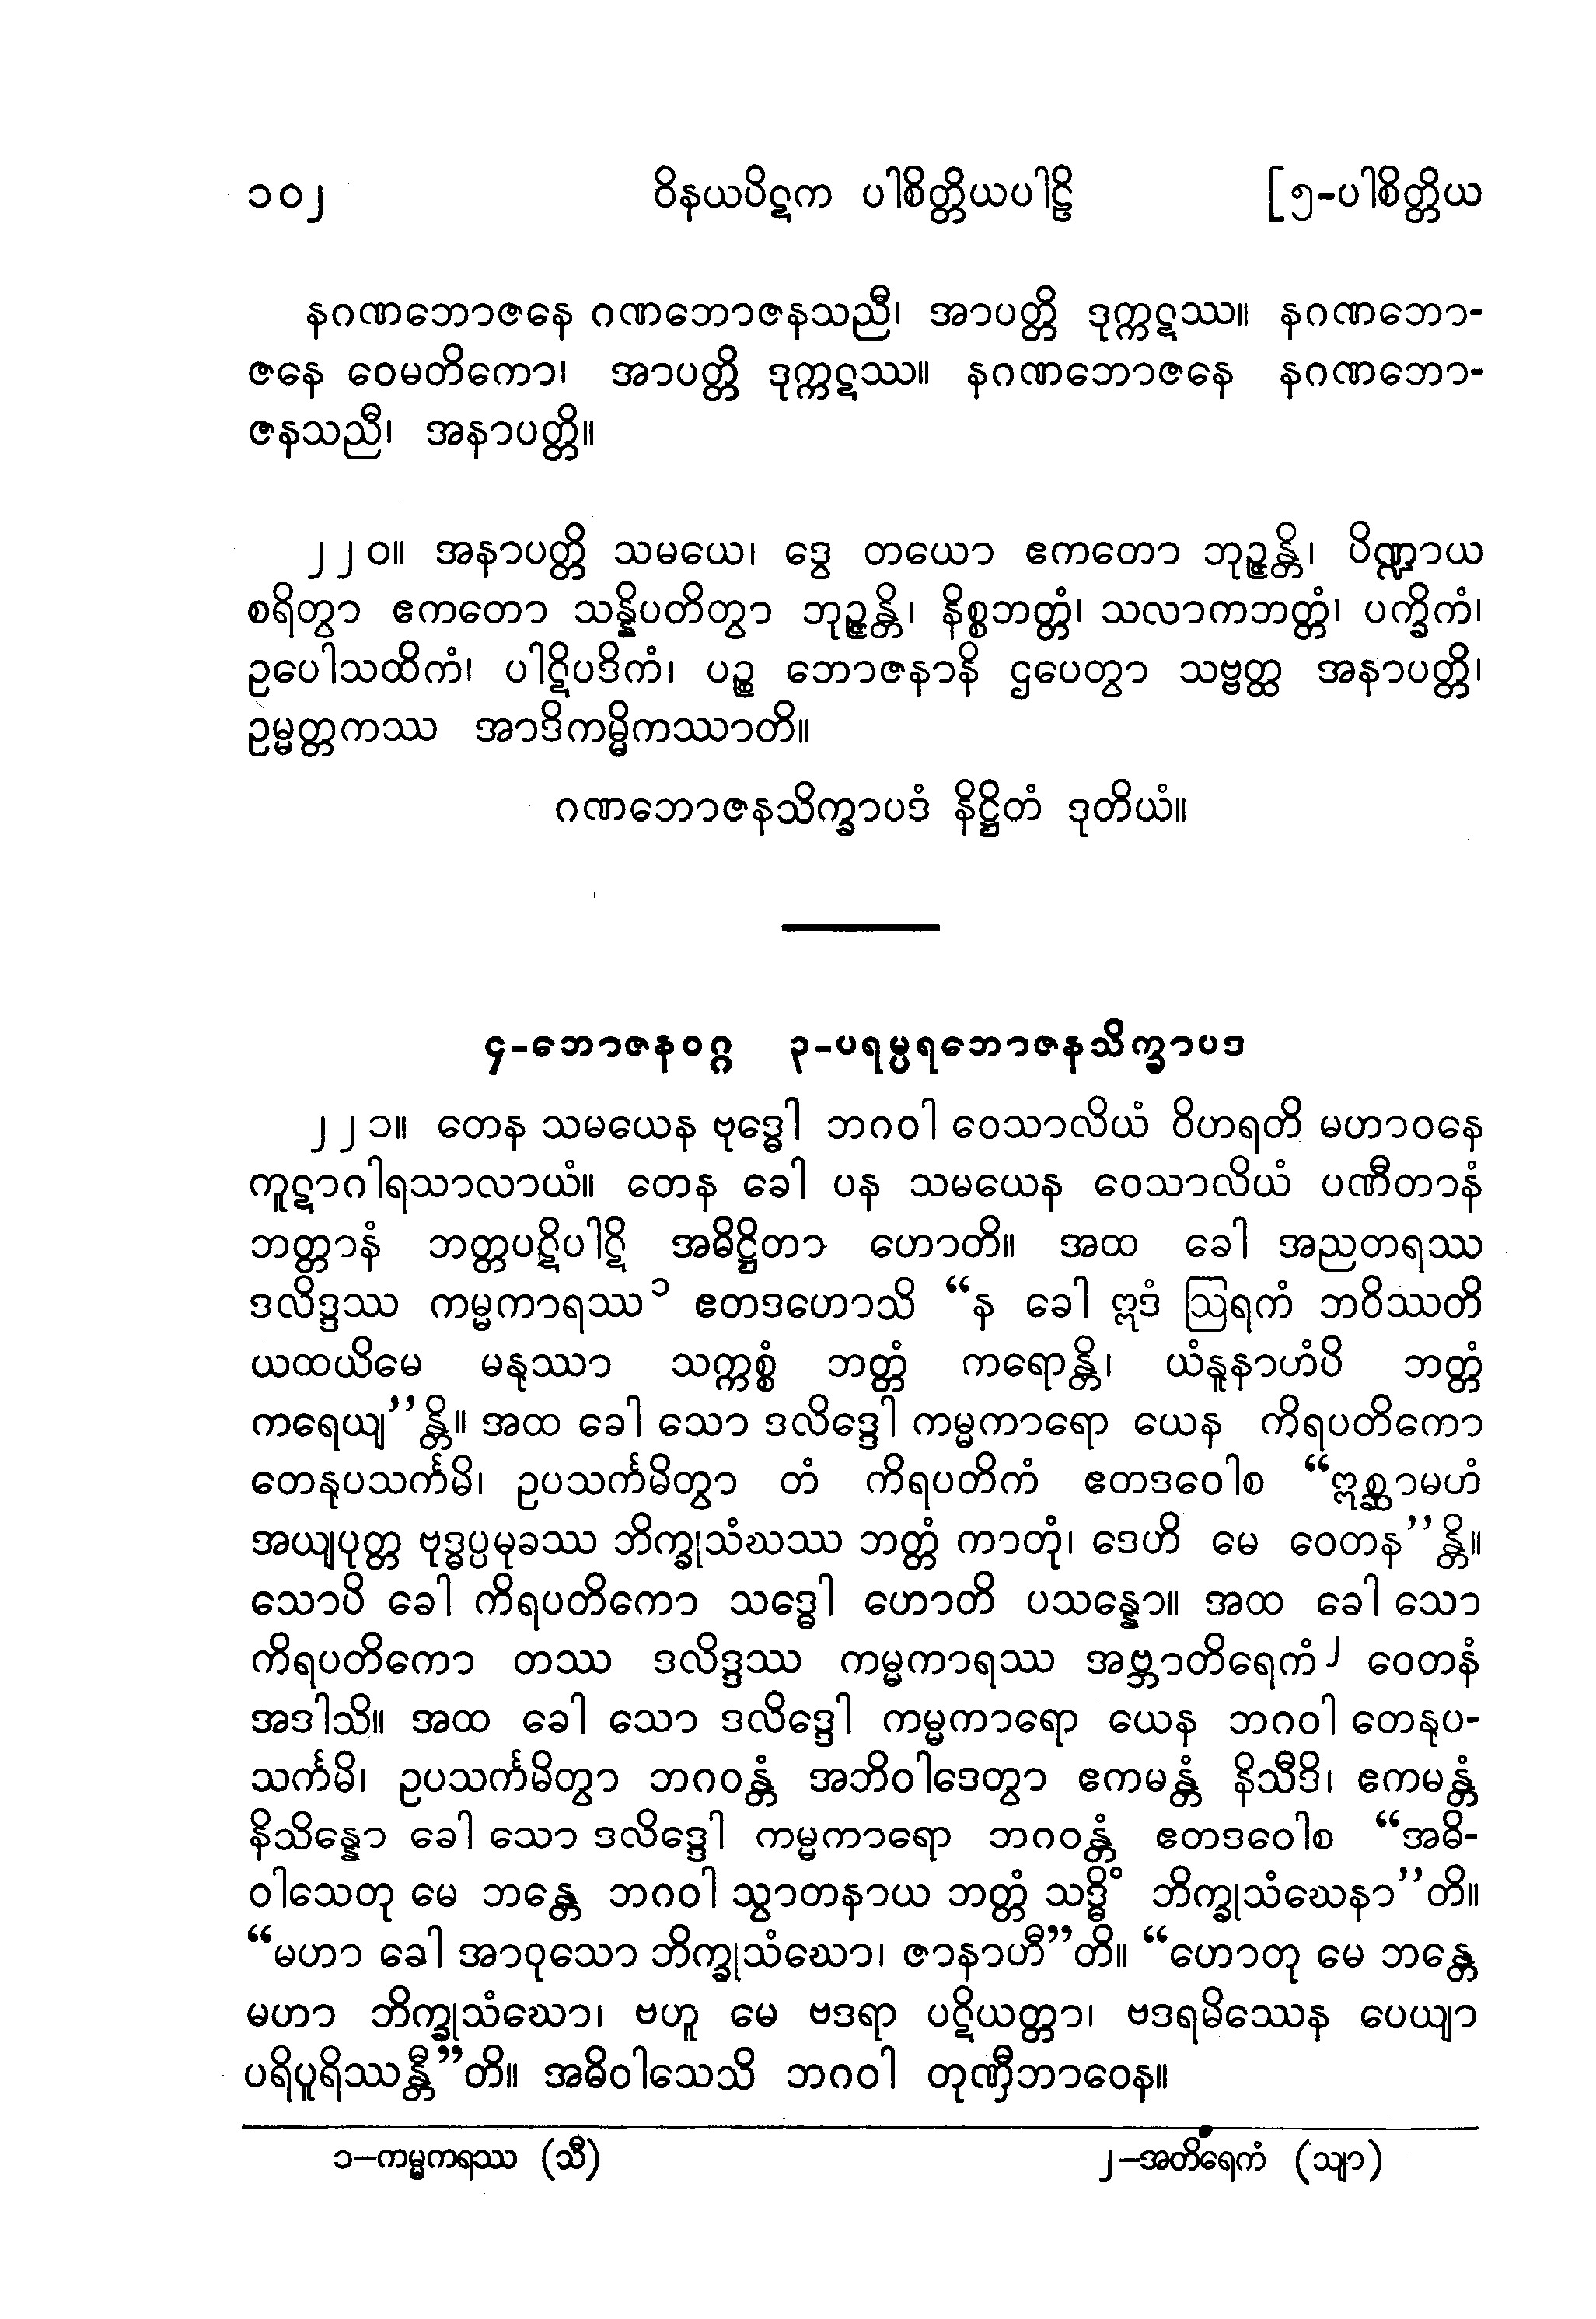 ၁၀၂ ဝိနယပိဋက ပါစိတ္တိယပါဠိ [၅-ပါစိတ္တိယ
နဂဏဘောဇနေ ဂဏဘောဇနသညီ၊ အာပတ္တိ ဒုက္ကဋဿ။ နဂဏဘော-
ဇနေ ဝေမတိကော၊ အာပတ္တိ ဒုက္ကဋဿ။ နဂဏဘောဇနေ နဂဏဘော-
ဇနသညီ၊ အနာပတ္တိ။
၂၂၀။ အနာပတ္တိ သမယေ၊ ဒွေ တယော ဧကတော ဘုဉ္ဇန္တိ၊ ပိဏ္ဍာယ
စရိတွာ ဧကတော သန္နိပတိတွာ ဘုဉ္ဇန္တိ၊ နိစ္စဘတ္တံ၊ သလာကဘတ္တံ၊ ပက္ခိကံ၊
ဥပေါသထိကံ၊ ပါဋိပဒိကံ၊ ပဉ္စ ဘောဇနာနိ ဌပေတွာ သဗ္ဗတ္ထ အနာပတ္တိ၊
ဥမ္မတ္တကဿ အာဒိကမ္မိကဿာတိ။
ဂဏဘောဇနသိက္ခာပဒံ နိဋ္ဌိတံ ဒုတိယံ။
၄-ဘောဇနဝဂ္ဂ ၃-ပရမ္ပရဘောဇနသိက္ခာပဒ
၂၂၁။ တေန သမယေန ဗုဒ္ဓေါ ဘဂဝါ ဝေသာလိယံ ဝိဟရတိ မဟာဝနေ
ကူဋာဂါရသာလာယံ။ တေန ခေါ ပန သမယေန ဝေသာလိယံ ပဏီတာနံ
ဘတ္တာနံ ဘတ္တပဋိပါဋိ အဓိဋ္ဌိတာ ဟောတိ။ အထ ခေါ အညတရဿ
ဒလိဒ္ဒဿ ကမ္မကာရဿ၁ ဧတဒဟောသိ “န ခေါ ဣဒံ ဩရကံ ဘဝိဿတိ
ယထယိမေ မနုဿာ သက္ကစ္စံ ဘတ္တံ ကရောန္တိ၊ ယံနူနာဟံပိ ဘတ္တံ
ကရေယျ”န္တိ။ အထ ခေါ သော ဒလိဒ္ဒေါ ကမ္မကာရော ယေန ကိရပတိကော
တေနုပသင်္ကမိ၊ ဥပသင်္ကမိတွာ တံ ကိရပတိကံ ဧတဒဝေါစ “ဣစ္ဆာမဟံ
အယျပုတ္တ ဗုဒ္ဓပ္ပမုခဿ ဘိက္ခုသံဃဿ ဘတ္တံ ကာတုံ၊ ဒေဟိ မေ ဝေတန”န္တိ။
သောပိ ခေါ ကိရပတိကော သဒ္ဓေါ ဟောတိ ပသန္နော။ အထ ခေါ သော
ကိရပတိကော တဿ ဒလိဒ္ဒဿ ကမ္မကာရဿ အဗ္ဘာတိရေကံ၂ ဝေတနံ
အဒါသိ။ အထ ခေါ သော ဒလိဒ္ဒေါ ကမ္မကာရော ယေန ဘဂဝါ တေနုပ-
သင်္ကမိ၊ ဥပသင်္ကမိတွာ ဘဂဝန္တံ အဘိဝါဒေတွာ ဧကမန္တံ နိသီဒိ၊ ဧကမန္တံ
နိသိန္နော ခေါ သော ဒလိဒ္ဒေါ ကမ္မကာရော ဘဂဝန္တံ ဧတဒဝေါစ “အဓိ-
ဝါသေတု မေ ဘန္တေ ဘဂဝါ သွာတနာယ ဘတ္တံ သဒ္ဓိံ ဘိက္ခုသံဃေနာ”တိ။
“မဟာ ခေါ အာဝုသော ဘိက္ခုသံဃော၊ ဇာနာဟီ”တိ။ “ဟောတု မေ ဘန္တေ
မဟာ ဘိက္ခုသံဃော၊ ဗဟူ မေ ဗဒရာ ပဋိယတ္တာ၊ ဗဒရမိဿေန ပေယျာ
ပရိပူရိဿန္တီ”တိ။ အဓိဝါသေသိ ဘဂဝါ တုဏှီဘာဝေန။
၁–ကမ္မကရဿ (သီ) ၂–အတိရေကံ (သျာ)